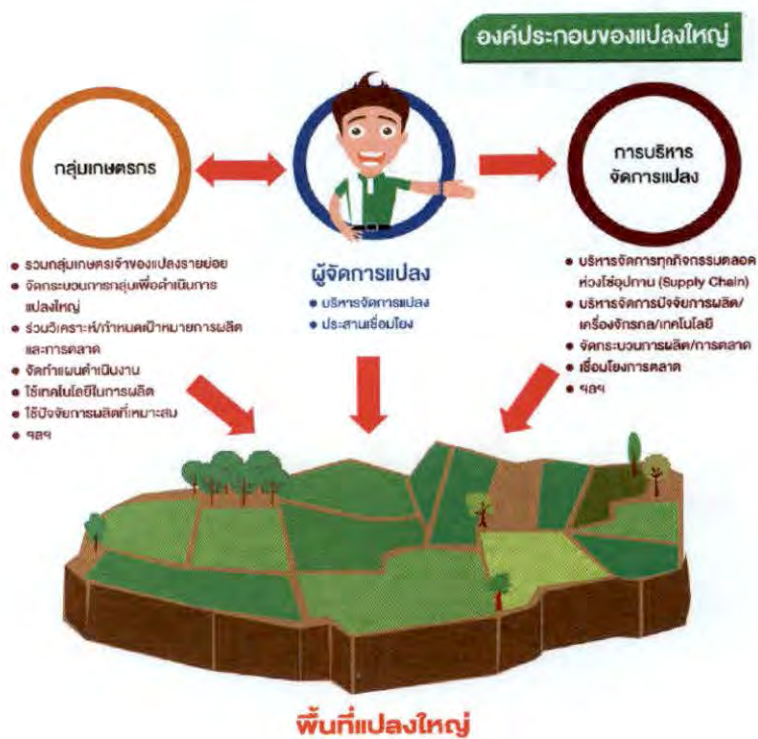 องค์ประกอบของแปลงใหญ่
กลุ่มเกษตรกร
การบริหาร
จัดการแปลง
• รวมกลุ่มเกษตรเจ้าของแปลงรายย่อย
• จัดกระบวนการกลุ่มเพื่อดำเนินการ
แปลงใหญ่
• ร่วมวิเคราะห์/กำหนดเป้าหมายการผลิต
และการตลาด
• จัดทำแผนดำเนินงาน
• ใช้เทคโนโลยีในการผลิต
• ใช้ปัจจัยการผลิตที่เหมาะสม
• ฯลฯ
ผู้จัดการแปลง
• บริหารจัดการแปลง
• ประสานเชื่อมโยง
• บริหารจัดการทุกกิจกรรมตลอด
ห่วงโซ่อุปทาน (Supply Chain)
• บริหารจัดการปัจจัยการผลิต/
เครื่องจักรกล/เทคโนโลยี
• จัดกระบวนการผลิต/การตลาด
• เชื่อมโยงการตลาด
• ฯลฯ
พื้นที่แปลงใหญ่